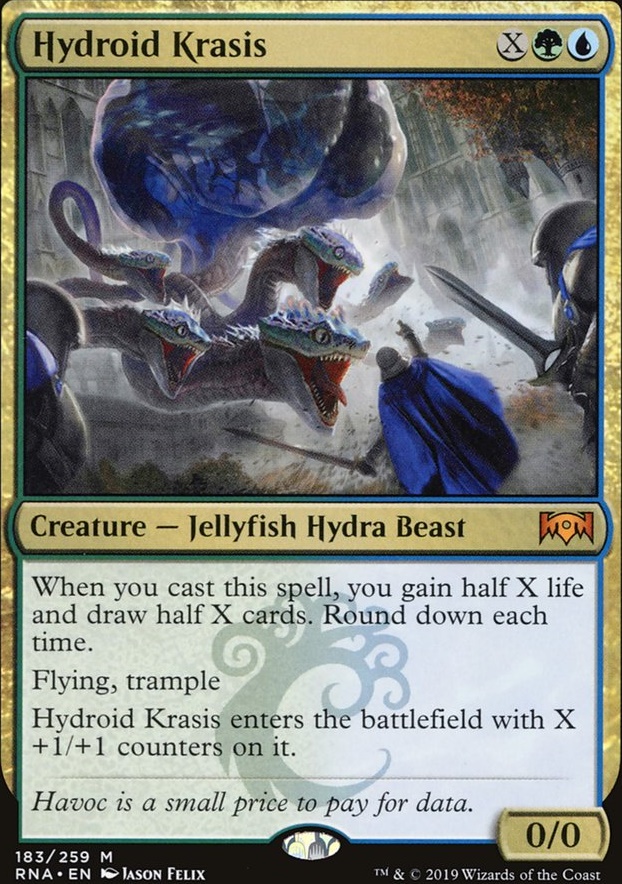 Hydroid Krasis X
Creature — Jellyfish Hydra Beast
When you cast this spell, you gain half X life
and draw half X cards. Round down each
time.
Flying, trample
Hydroid Krasis enters the battlefield with X
+1/+1 counters on it.
Havoc is a small price to pay for data.
0/0
183/259 M
RNA • EN Jason Felix
™ & © 2019 Wizards of the Coast